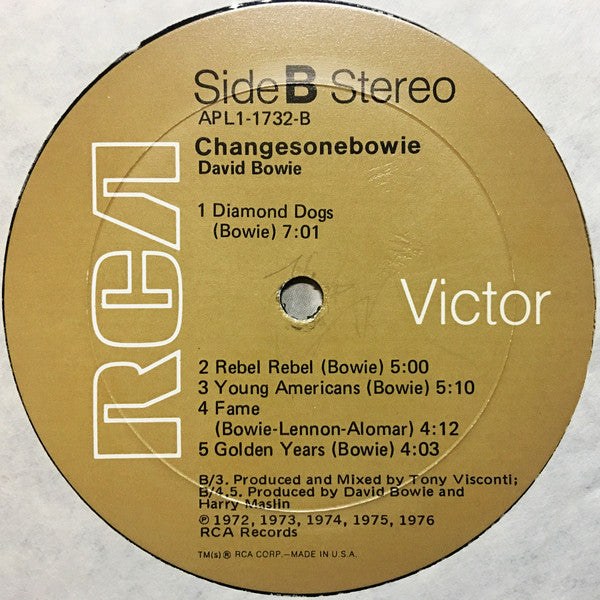 Side B Stereo
APL1-1732-B
Changesonebowie
David Bowie
1 Diamond Dogs
(Bowie) 7:01
RCA
Victor
2 Rebel Rebel (Bowie) 5:00
3 Young Americans (Bowie) 5:10
4 Fame
(Bowie-Lennon-Alomar) 4:12
5 Golden Years (Bowie) 4:03
B/3. Produced and Mixed by Tony Visconti;
B/4,5. Produced by David Bowie and
Harry Maslin
℗ 1972, 1973, 1974, 1975, 1976
RCA Records
TM(s) ® RCA CORP.—MADE IN U.S.A.